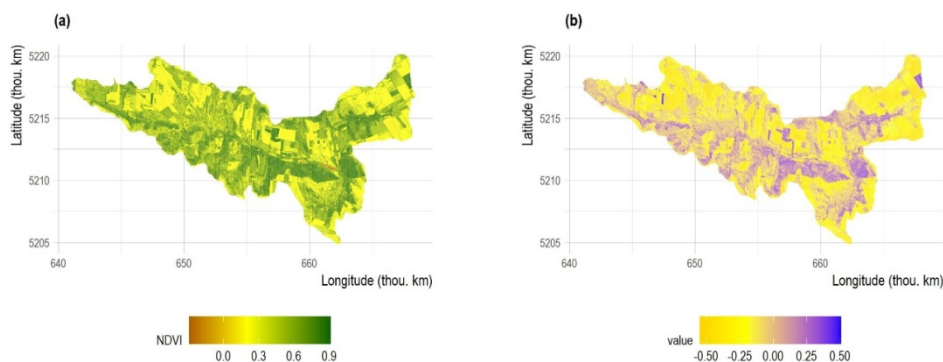 (a)
Latitude (thou. km)
5220
5215
5210
5205
640
650
660
Longitude (thou. km)
NDVI
0.0
0.3
0.6
0.9
(b)
Latitude (thou. km)
5220
5215
5210
5205
640
650
660
Longitude (thou. km)
value
-0.50
-0.25
0.00
0.25
0.50